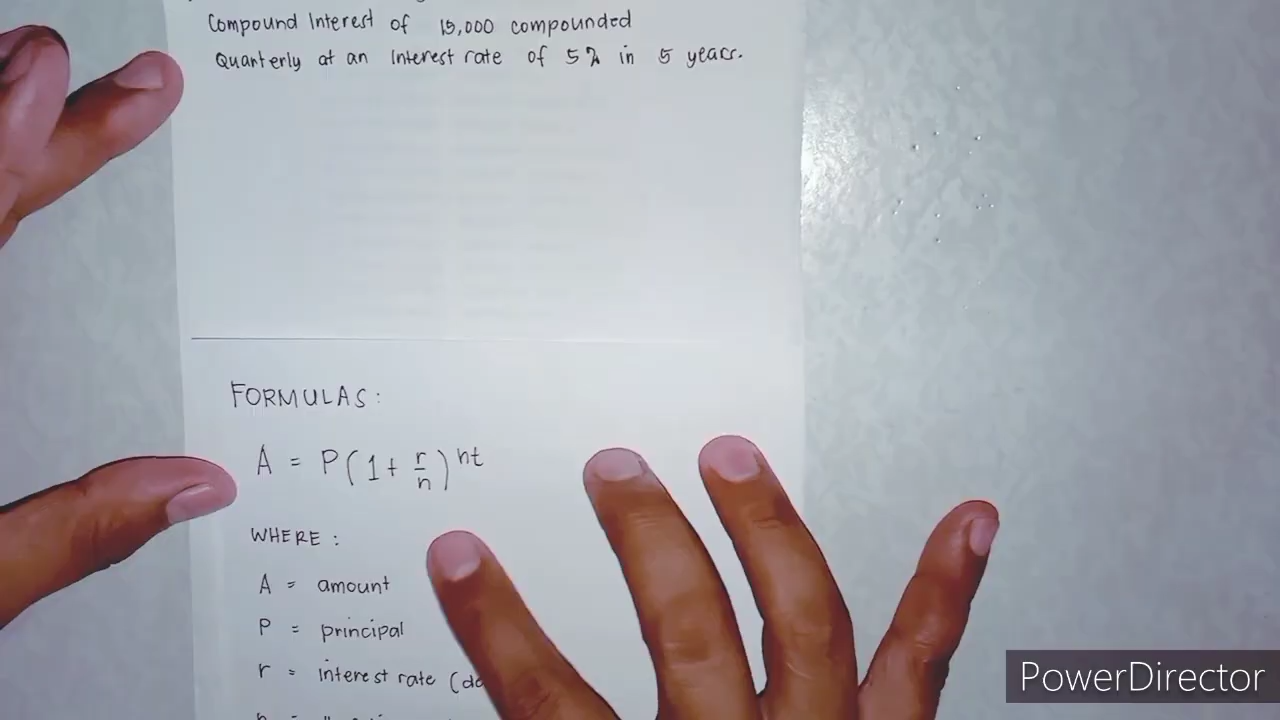 Compound Interest of 15,000 compounded
Quarterly at an interest rate of 5% in 5 years.
FORMULAS:
A = P(1+ r/n)^nt
WHERE :
A = amount
P = principal
r = interest rate
PowerDirector